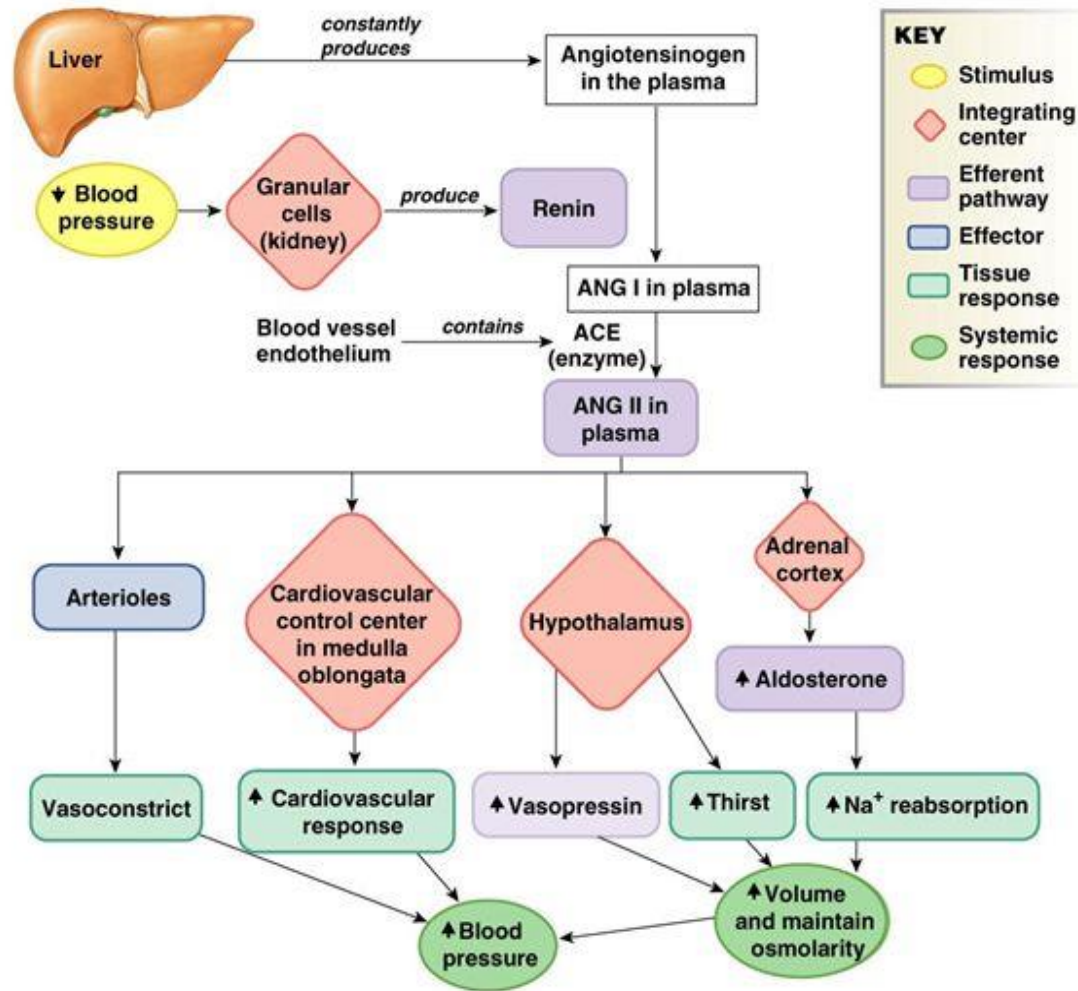 constantly
produces
Liver
Angiotensinogen
in the plasma
KEY
Stimulus
Integrating
center
Efferent
pathway
Effector
Tissue
response
Systemic
response
Blood
pressure
Granular
cells
(kidney)
produce
Renin
ANG I in plasma
Blood vessel
endothelium
contains
ACE
(enzyme)
ANG II in
plasma
Arterioles
Cardiovascular
control center
in medulla
oblongata
Hypothalamus
Adrenal
cortex
Aldosterone
Vasoconstrict
Cardiovascular
response
Vasopressin
Thirst
Na⁺ reabsorption
Blood
pressure
Volume
and maintain
osmolarity